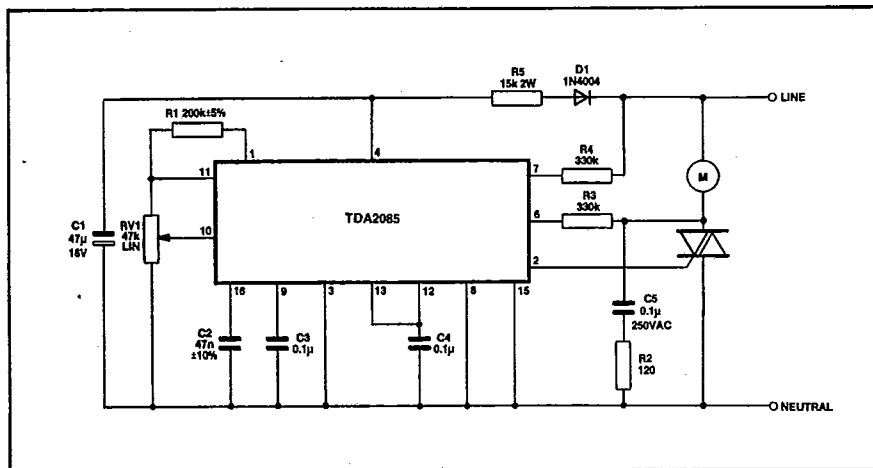 R5
15k 2W
D1
1N4004
LINE
R1 200k±5%
1
4
11
7
R4
330k
M
C1
47µ
16V
RV1
47k
LIN
10
TDA2085
6
R3
330k
2
16
9
3
13
12
8
15
C2
47n
±10%
C3
0.1µ
C4
0.1µ
C5
0.1µ
250VAC
R2
120
NEUTRAL